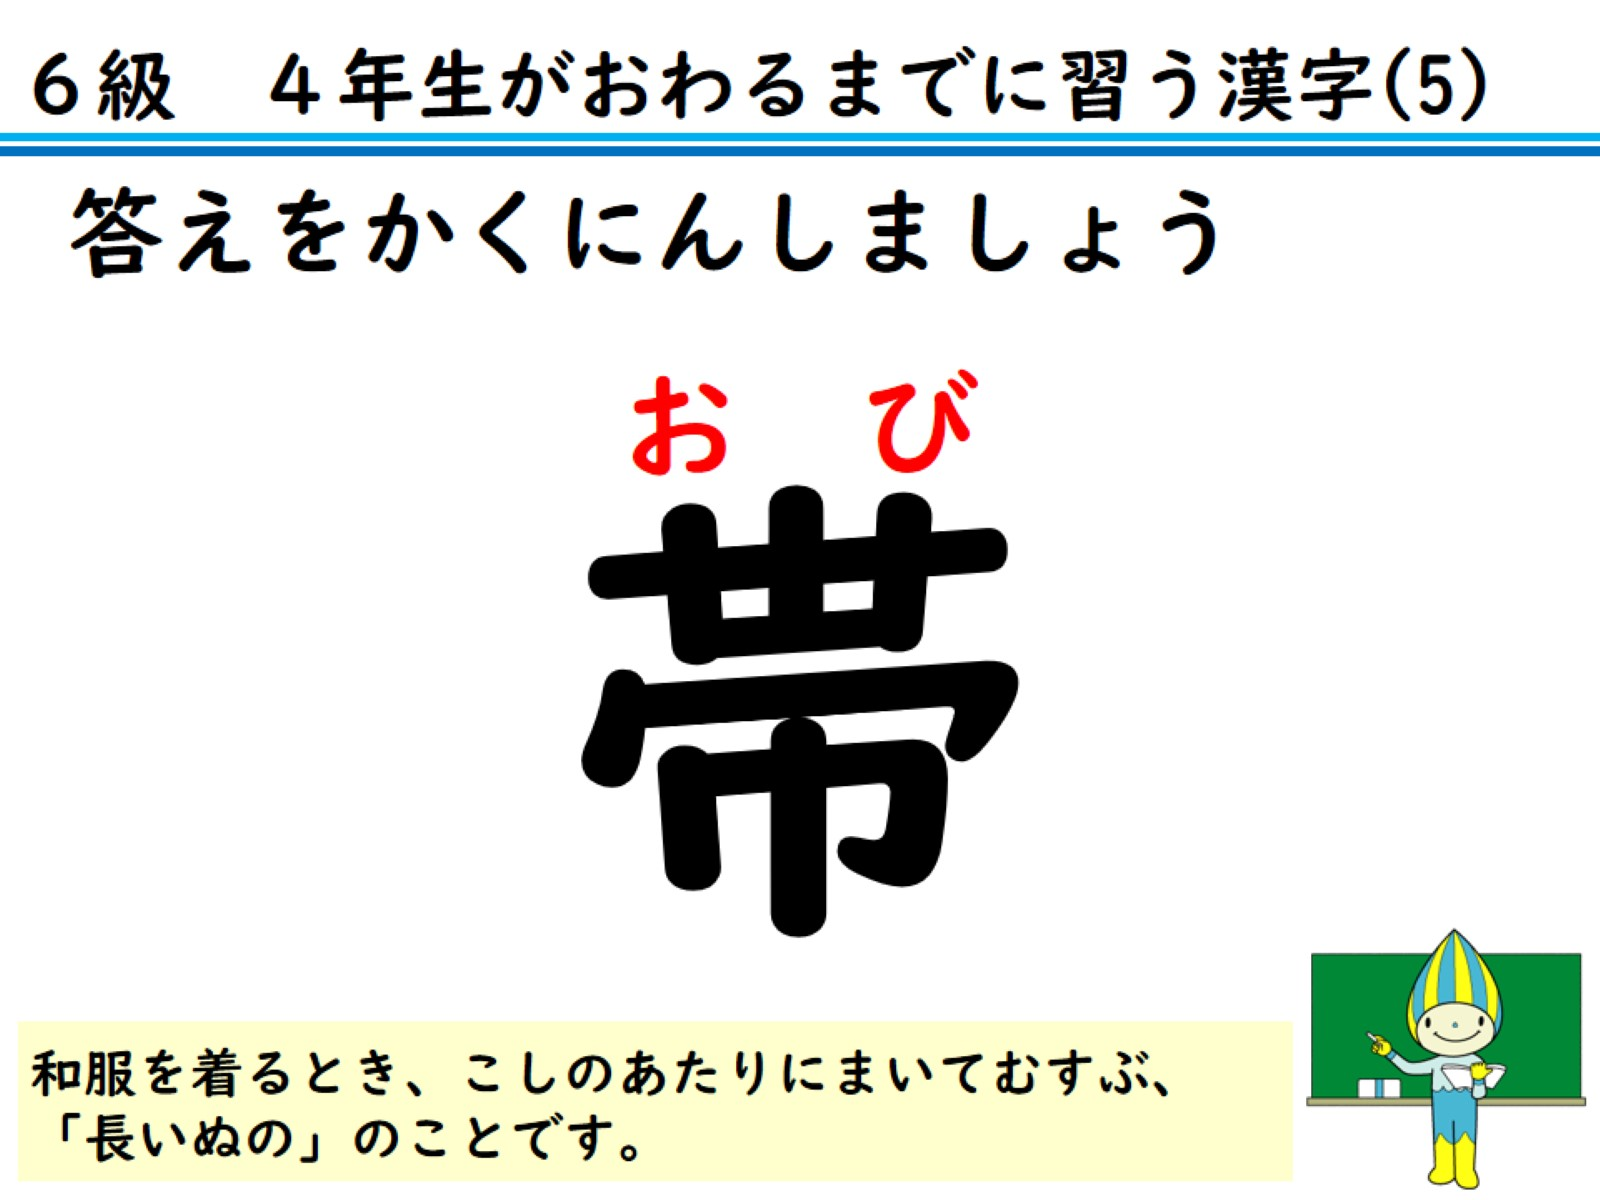 ６級　４年生がおわるまでに習う漢字(5)
答えをかくにんしましょう
おび
帯
和服を着るとき、こしのあたりにまいてむすぶ、
「長いぬの」のことです。